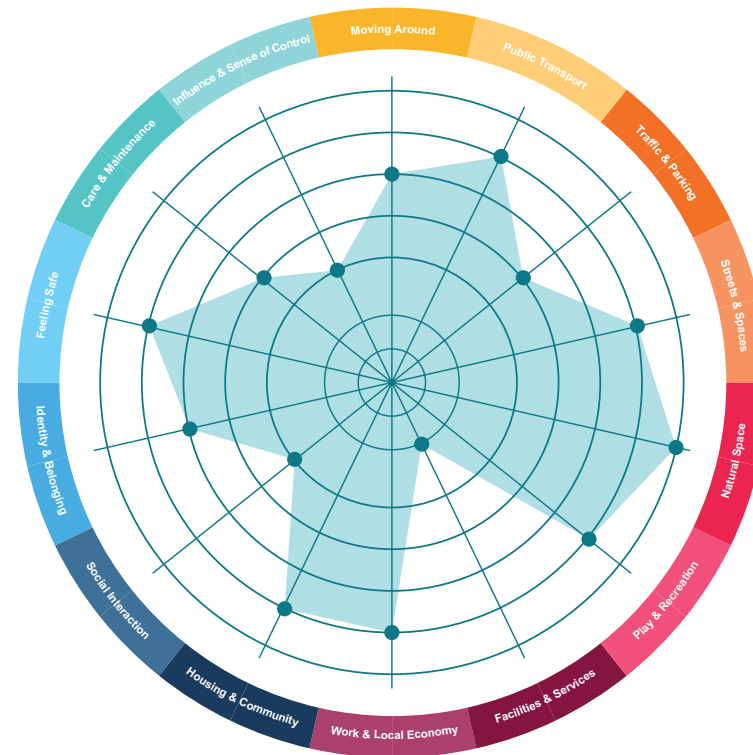 Moving Around
Public Transport
Traffic & Parking
Streets & Spaces
Natural Space
Play & Recreation
Facilities & Services
Work & Local Economy
Housing & Community
Social Interaction
Identity & Belonging
Feeling Safe
Care & Maintenance
Influence & Sense of Control